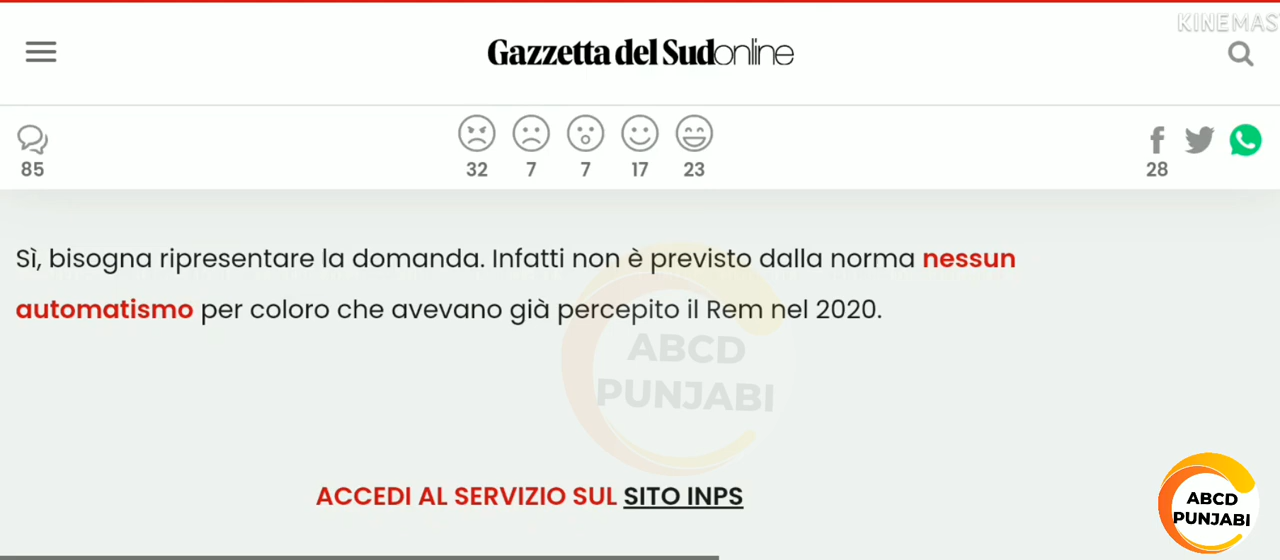 KINEMAS
Gazzetta del Sudonline
85
32 7 7 17 23
28
Sì, bisogna ripresentare la domanda. Infatti non è previsto dalla norma nessun
automatismo per coloro che avevano già percepito il Rem nel 2020.
ABCD
PUNJABI
ACCEDI AL SERVIZIO SUL SITO INPS
ABCD
PUNJABI